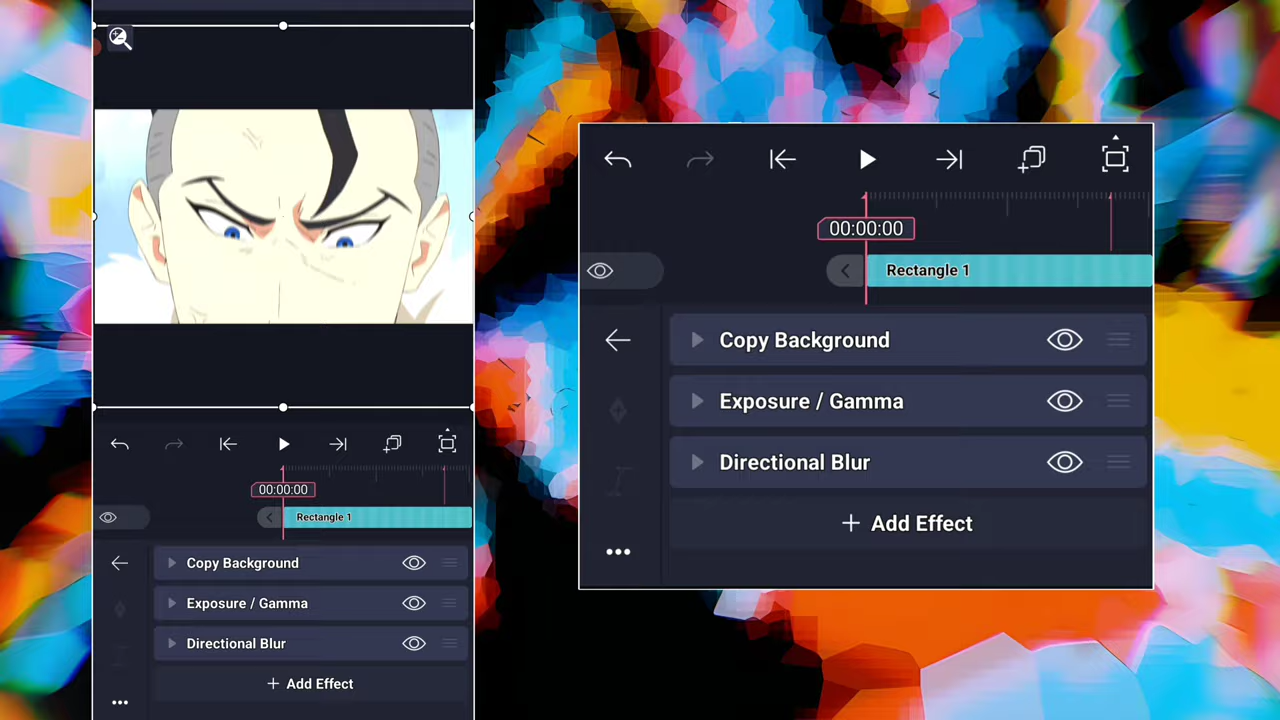 00:00:00
Rectangle 1
Copy Background
Exposure / Gamma
Directional Blur
+ Add Effect
00:00:00
Rectangle 1
Copy Background
Exposure / Gamma
Directional Blur
+ Add Effect